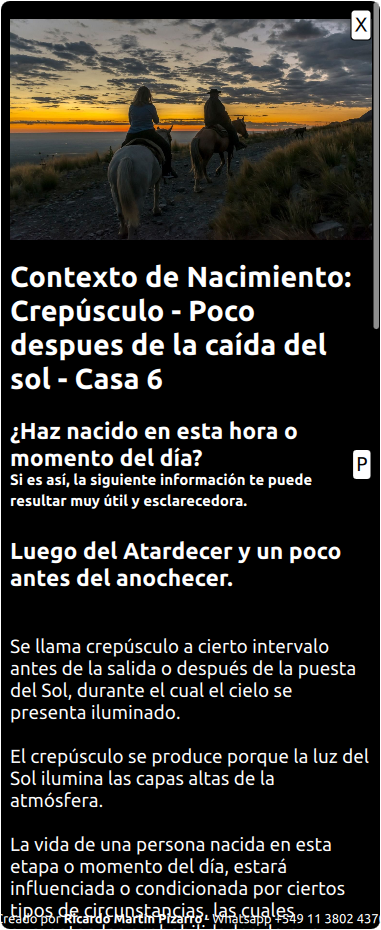 X
Contexto de Nacimiento:
Crepúsculo - Poco
despues de la caída del
sol - Casa 6
¿Haz nacido en esta hora o
momento del día?
P
Si es así, la siguiente información te puede
resultar muy útil y esclarecedora.
Luego del Atardecer y un poco
antes del anochecer.
Se llama crepúsculo a cierto intervalo
antes de la salida o después de la puesta
del Sol, durante el cual el cielo se
presenta iluminado.
El crepúsculo se produce porque la luz del
Sol ilumina las capas altas de la
atmósfera.
La vida de una persona nacida en esta
etapa o momento del día, estará
influenciada o condicionada por ciertos
tipos de circunstancias, las cuales
reado por Ricardo Martin Pizarro - Whatsapp +549 11 3802 437